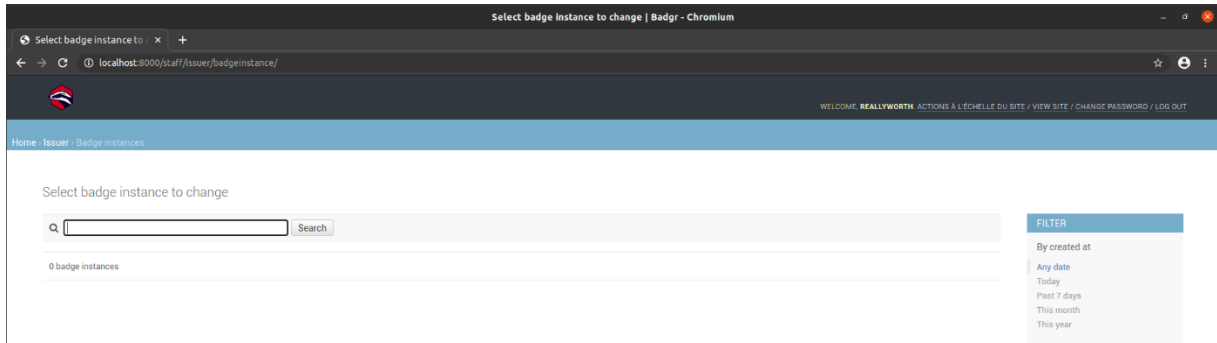 Select badge instance to change | Badgr - Chromium
Select badge instance to
localhost:8000/staff/issuer/badgeinstance/
WELCOME, REALLYWORTH. ACTIONS À L'ÉCHELLE DU SITE / VIEW SITE / CHANGE PASSWORD / LOG OUT
Home › Issuer › Badge instances
Select badge instance to change
Search
FILTER
By created at
0 badge instances
Any date
Today
Past 7 days
This month
This year